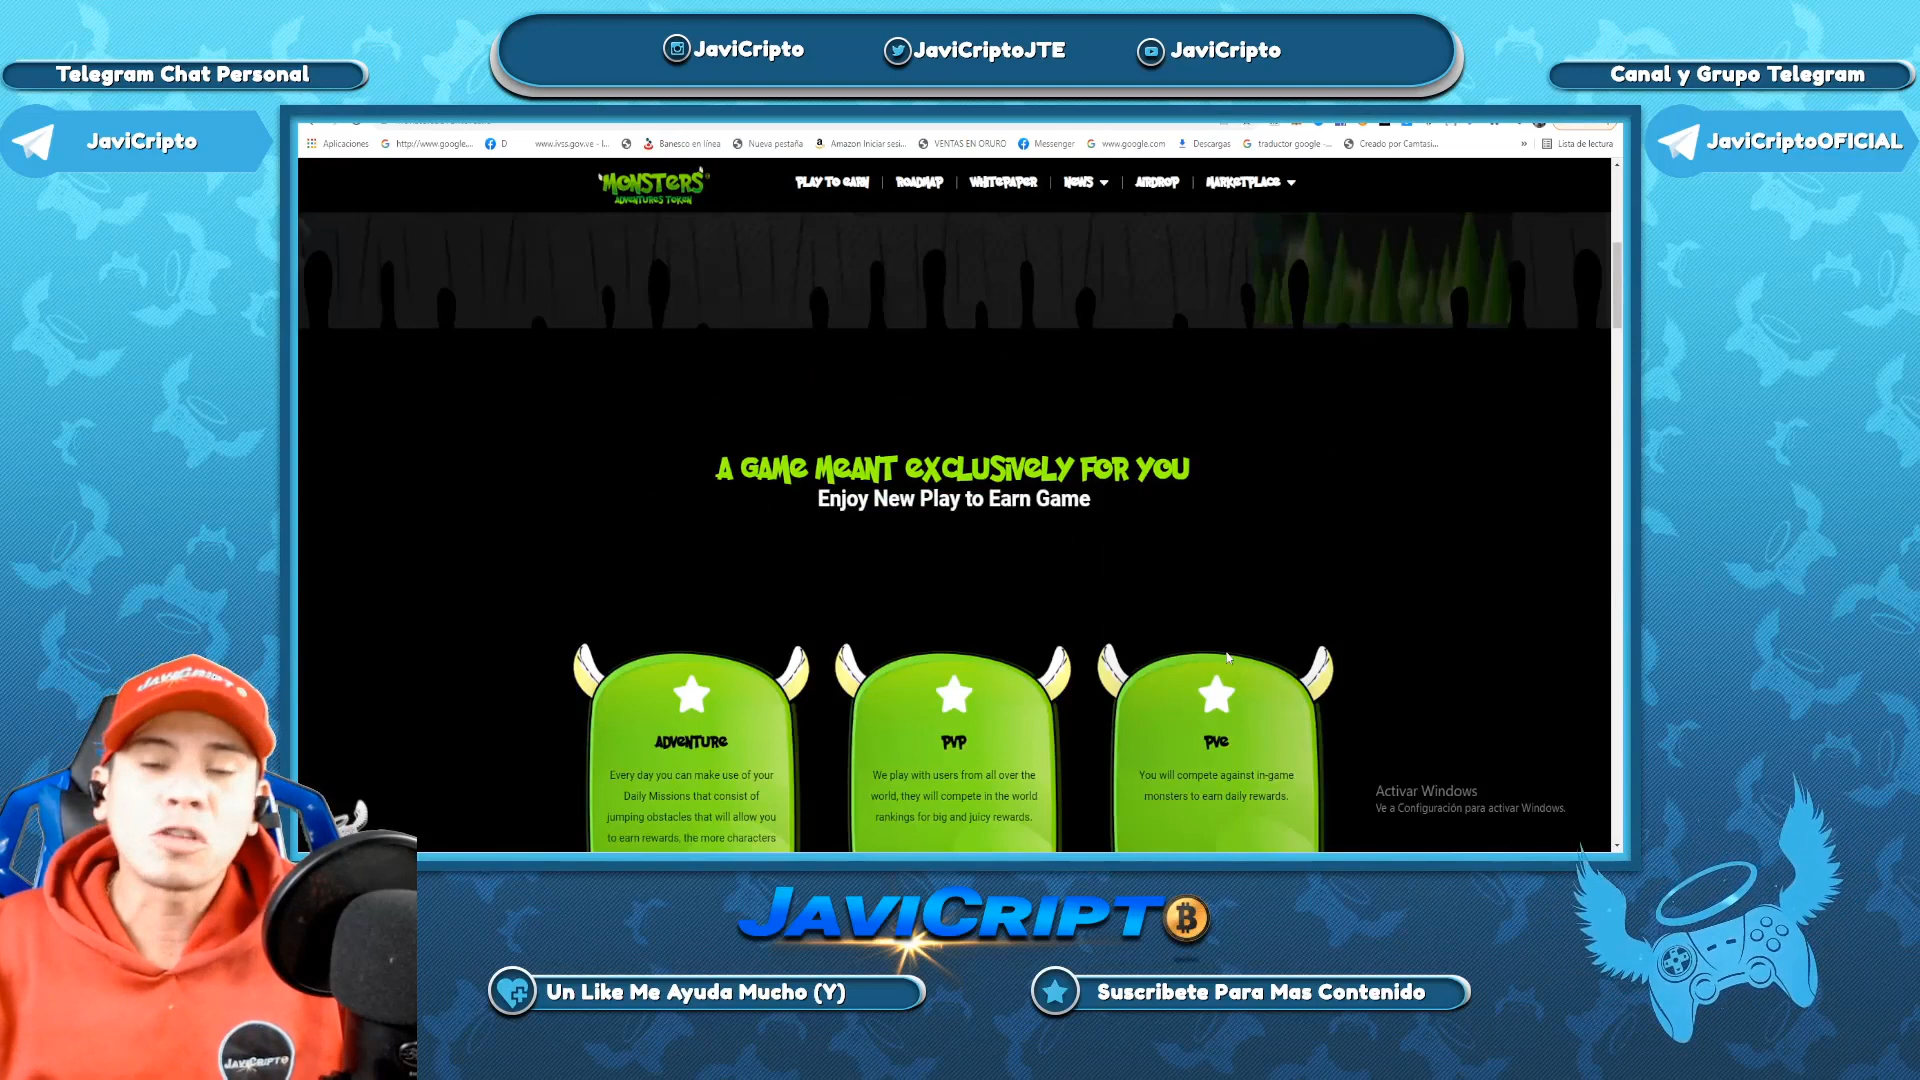 JaviCripto
JaviCriptoJTE
JaviCripto
Telegram Chat Personal
Canal y Grupo Telegram
JaviCripto
JaviCriptoOFICIAL
Aplicaciones
http://www.google....
D
www.ivss.gov.ve - I...
Banesco en línea
Nueva pestaña
Amazon Iniciar sesi...
VENTAS EN ORURO
Messenger
www.google.com
Descargas
traductor google -...
Creado por Camtasi...
»
Lista de lectura
MONSTERS
ADVENTURES TOKEN
PLAY TO EARN
ROADMAP
WHITEPAPER
NEWS
AIRDROP
MARKETPLACE
A GAME MEANT EXCLUSIVELY FOR YOU
Enjoy New Play to Earn Game
ADVENTURE
Every day you can make use of your
Daily Missions that consist of
jumping obstacles that will allow you
to earn rewards, the more characters
PVP
We play with users from all over the
world, they will compete in the world
rankings for big and juicy rewards.
PVE
You will compete against in-game
monsters to earn daily rewards.
Activar Windows
Ve a Configuración para activar Windows.
JAVICRIPTO
JAVICRIPTO
JAVICRIPTO
Un Like Me Ayuda Mucho (Y)
Suscribete Para Mas Contenido